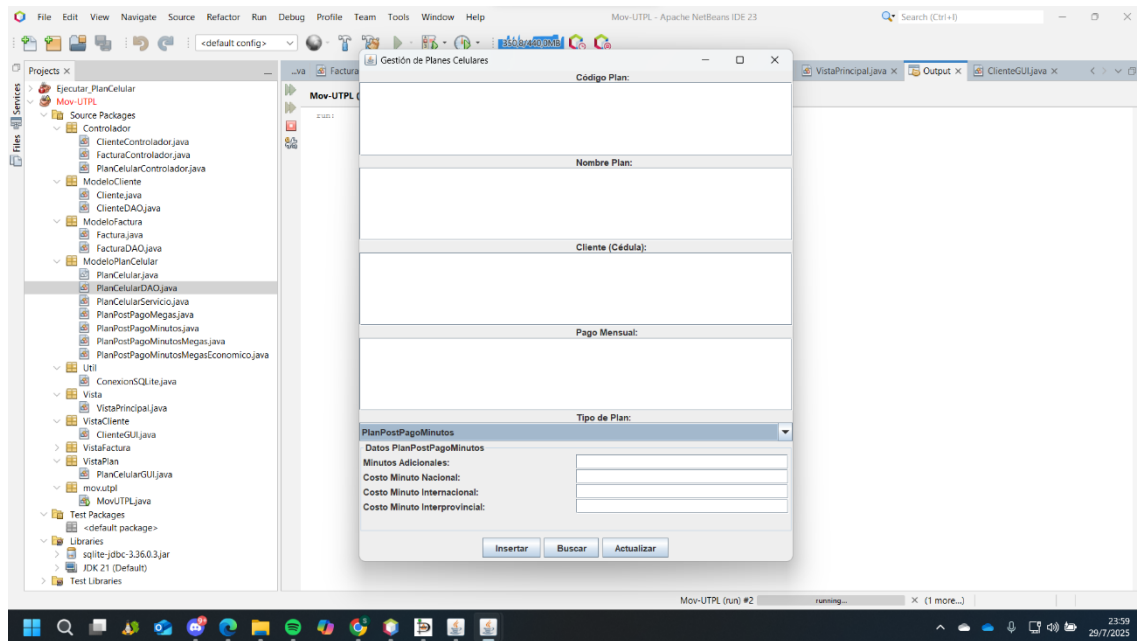 File Edit View Navigate Source Refactor Run Debug Profile Team Tools Window Help Mov-UTPL - Apache NetBeans IDE 23 Search (Ctrl+I)
<default config> 350,8/440,0MB
Projects ...va Factura VistaPrincipal.java Output ClienteGUI.java
Services
Files
Ejecutar_PlanCelular
Mov-UTPL
Source Packages
Controlador
ClienteControlador.java
FacturaControlador.java
PlanCelularControlador.java
ModeloCliente
Cliente.java
ClienteDAO.java
ModeloFactura
Factura.java
FacturaDAO.java
ModeloPlanCelular
PlanCelular.java
PlanCelularDAO.java
PlanCelularServicio.java
PlanPostPagoMegas.java
PlanPostPagoMinutos.java
PlanPostPagoMinutosMegas.java
PlanPostPagoMinutosMegasEconomico.java
Util
ConexionSQLite.java
Vista
VistaPrincipal.java
VistaCliente
ClienteGUI.java
VistaFactura
VistaPlan
PlanCelularGUI.java
mov.utpl
MovUTPL.java
Test Packages
<default package>
Libraries
sqlite-jdbc-3.36.0.3.jar
JDK 21 (Default)
Test Libraries
Mov-UTPL (
run:
Gestión de Planes Celulares
Código Plan:
Nombre Plan:
Cliente (Cédula):
Pago Mensual:
Tipo de Plan:
PlanPostPagoMinutos
Datos PlanPostPagoMinutos
Minutos Adicionales:
Costo Minuto Nacional:
Costo Minuto Internacional:
Costo Minuto Interprovincial:
Insertar Buscar Actualizar
Mov-UTPL (run) #2 running... (1 more...)
23:59
29/7/2025